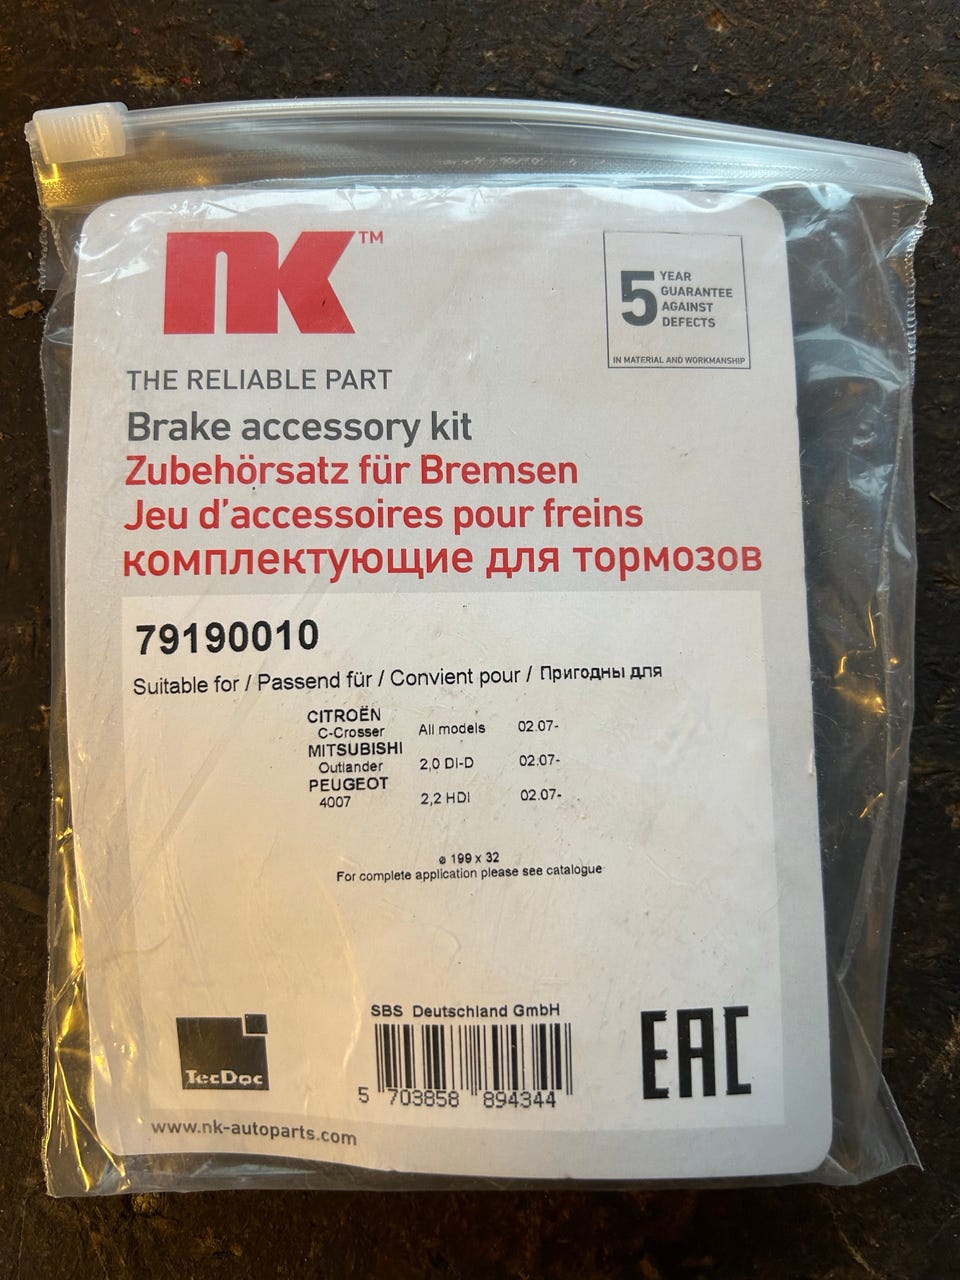 NK™
5 YEAR GUARANTEE AGAINST DEFECTS
IN MATERIAL AND WORKMANSHIP
THE RELIABLE PART
Brake accessory kit
Zubehörsatz für Bremsen
Jeu d'accessoires pour freins
комплектующие для тормозов
79190010
Suitable for / Passend für / Convient pour / Пригодны для
CITROËN
C-Crosser All models 02.07-
MITSUBISHI
Outlander 2,0 DI-D 02.07-
PEUGEOT
4007 2,2 HDI 02.07-
ø 199 x 32
For complete application please see catalogue
SBS Deutschland GmbH
TecDoc
5 703858 894344
EAC
www.nk-autoparts.com